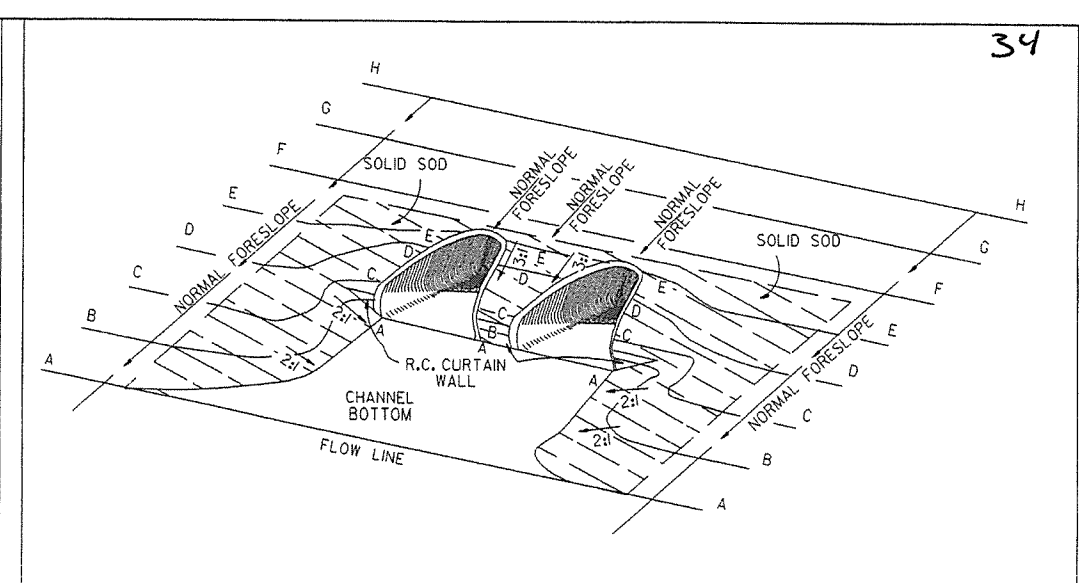 34
H
G
F
E
D
C
B
A
SOLID SOD
NORMAL FORESLOPE
NORMAL
FORESLOPE
NORMAL
FORESLOPE
NORMAL
FORESLOPE
SOLID SOD
H
G
F
E
D
C
B
A
NORMAL FORESLOPE
E
D
C
A
3:1
E
D
C
B
A
3:1
E
D
C
A
2:1
2:1
R.C. CURTAIN
WALL
CHANNEL
BOTTOM
FLOW LINE
2:1
2:1